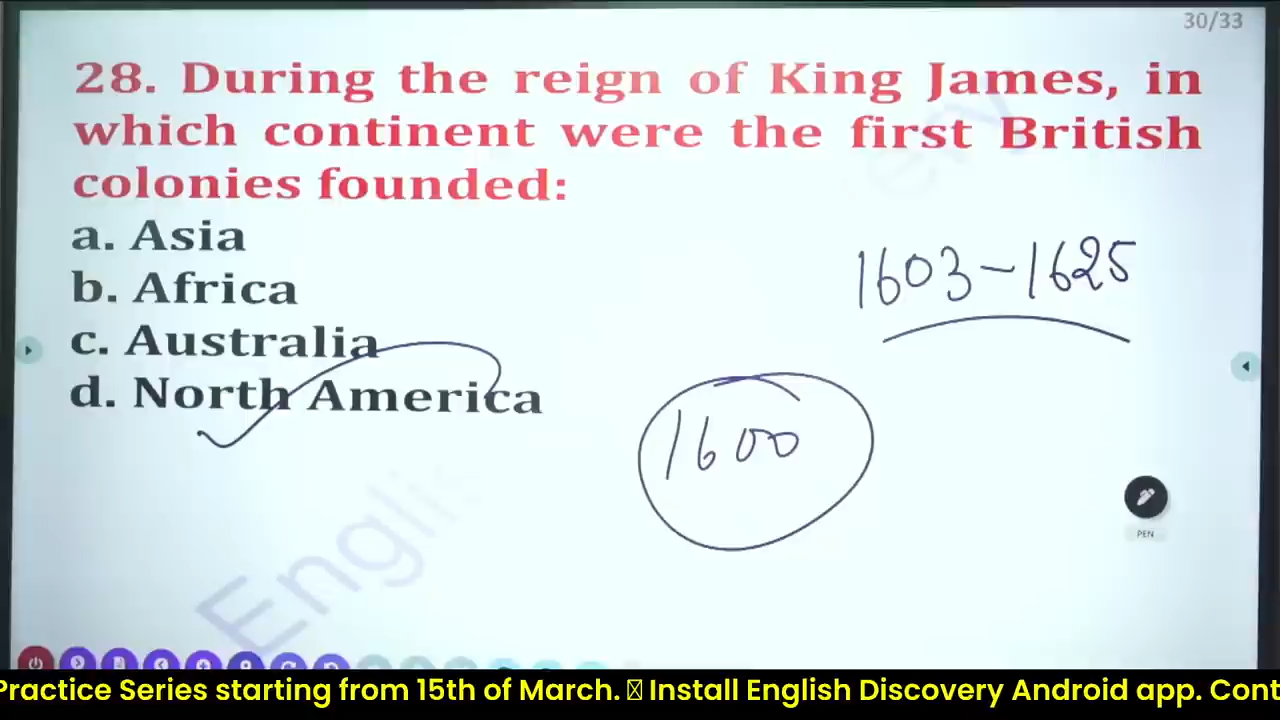 30/33
28. During the reign of King James, in
which continent were the first British
colonies founded:
a. Asia
b. Africa
c. Australia
d. North America
1603-1625
1600
PEN
Englis
ery
Practice Series starting from 15th of March. Install English Discovery Android app. Cont